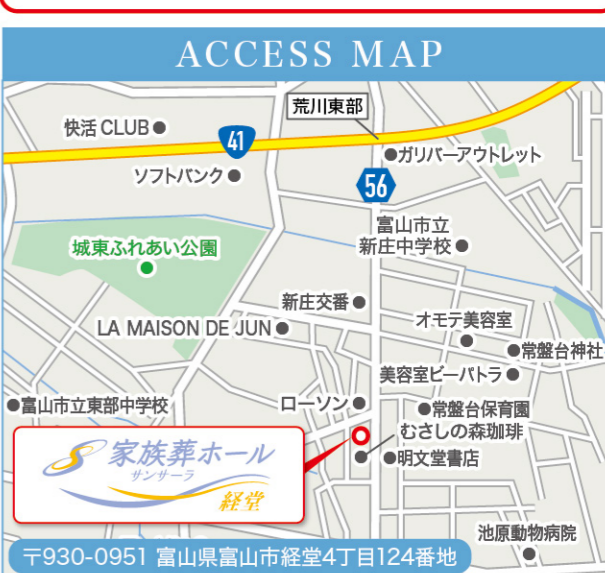 ACCESS MAP
荒川東部
快活 CLUB
41
ガリバーアウトレット
ソフトバンク
56
富山市立
新庄中学校
城東ふれあい公園
新庄交番
オモテ美容室
LA MAISON DE JUN
常盤台神社
美容室ビーパトラ
富山市立東部中学校
ローソン
常盤台保育園
むさしの森珈琲
明文堂書店
家族葬ホール
サンサーラ
経堂
池原動物病院
〒930-0951 富山県富山市経堂4丁目124番地